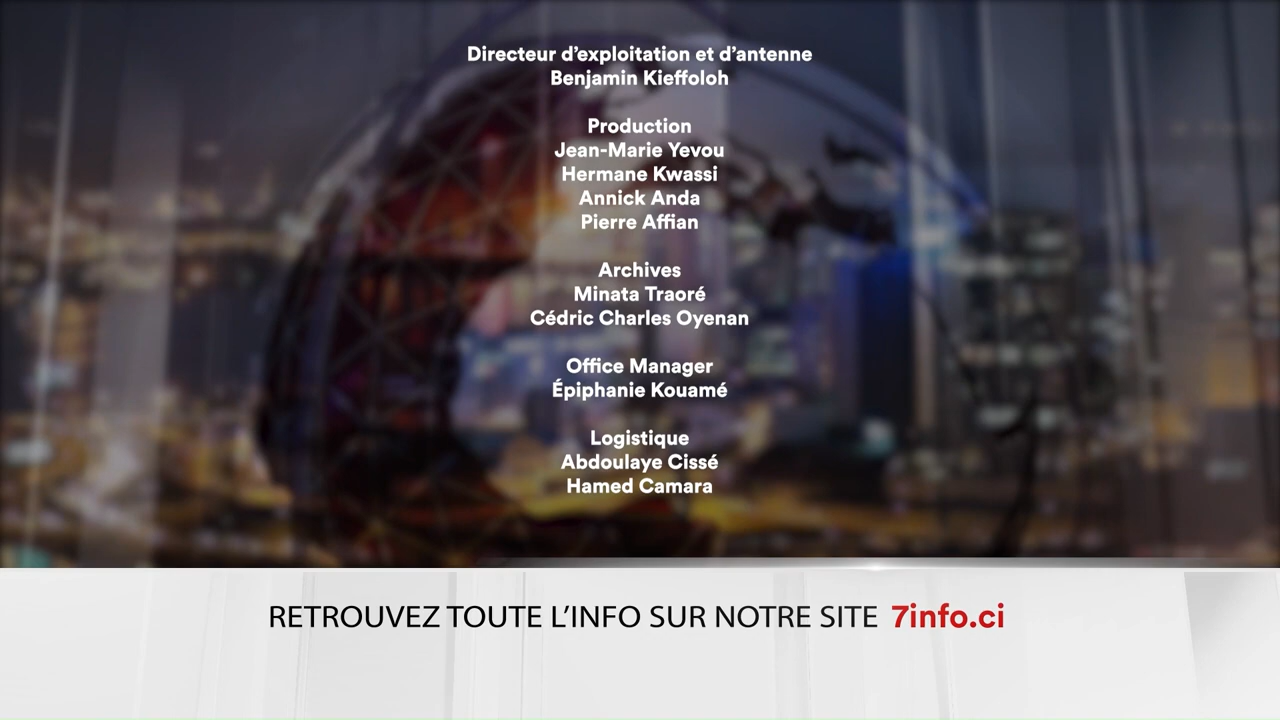 Directeur d’exploitation et d’antenne
Benjamin Kieffoloh
Production
Jean-Marie Yevou
Hermane Kwassi
Annick Anda
Pierre Affian
Archives
Minata Traoré
Cédric Charles Oyenan
Office Manager
Épiphanie Kouamé
Logistique
Abdoulaye Cissé
Hamed Camara
RETROUVEZ TOUTE L’INFO SUR NOTRE SITE 7info.ci